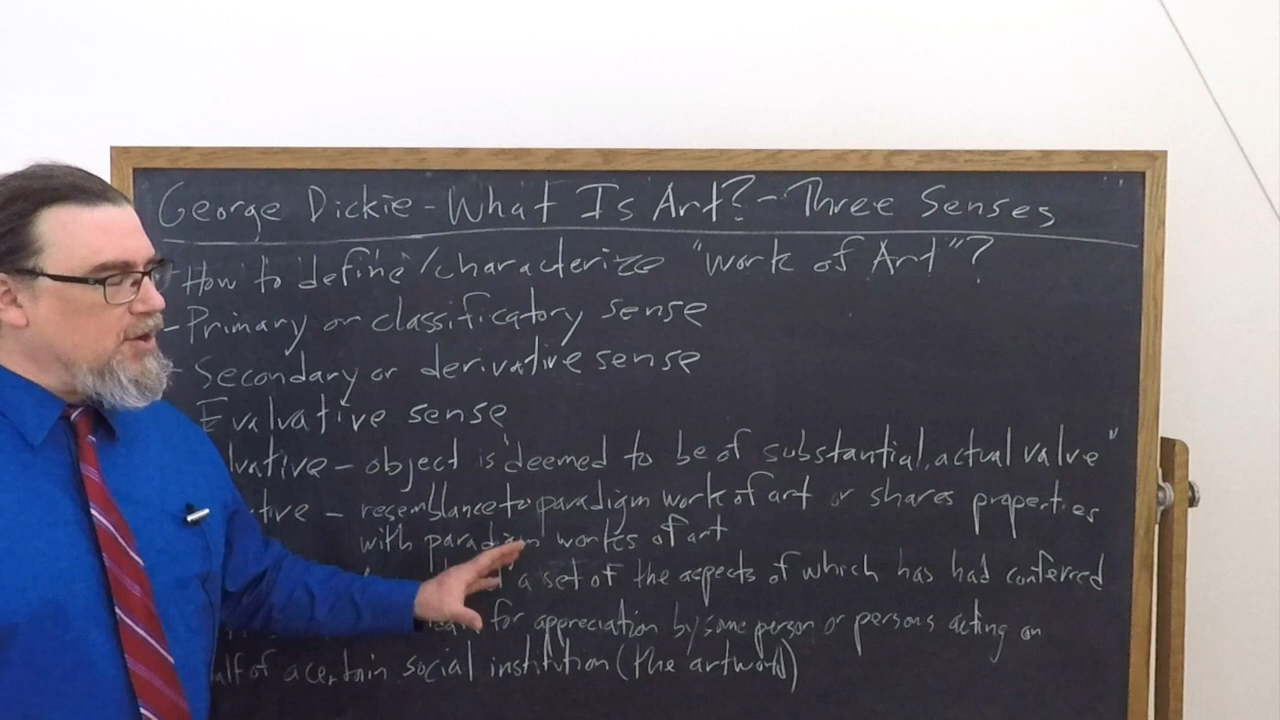 George Dickie - What Is Art? - Three Senses
- How to define/characterize "work of Art"?
- Primary or classificatory sense
- Secondary or derivative sense
Evaluative sense
- object is "deemed to be of substantial, actual value"
- resemblance to paradigm work of art or shares properties
with paradigm works of art
a set of the aspects of which has had conferred
for appreciation by some person or persons acting on
of a certain social institution (the artworld)